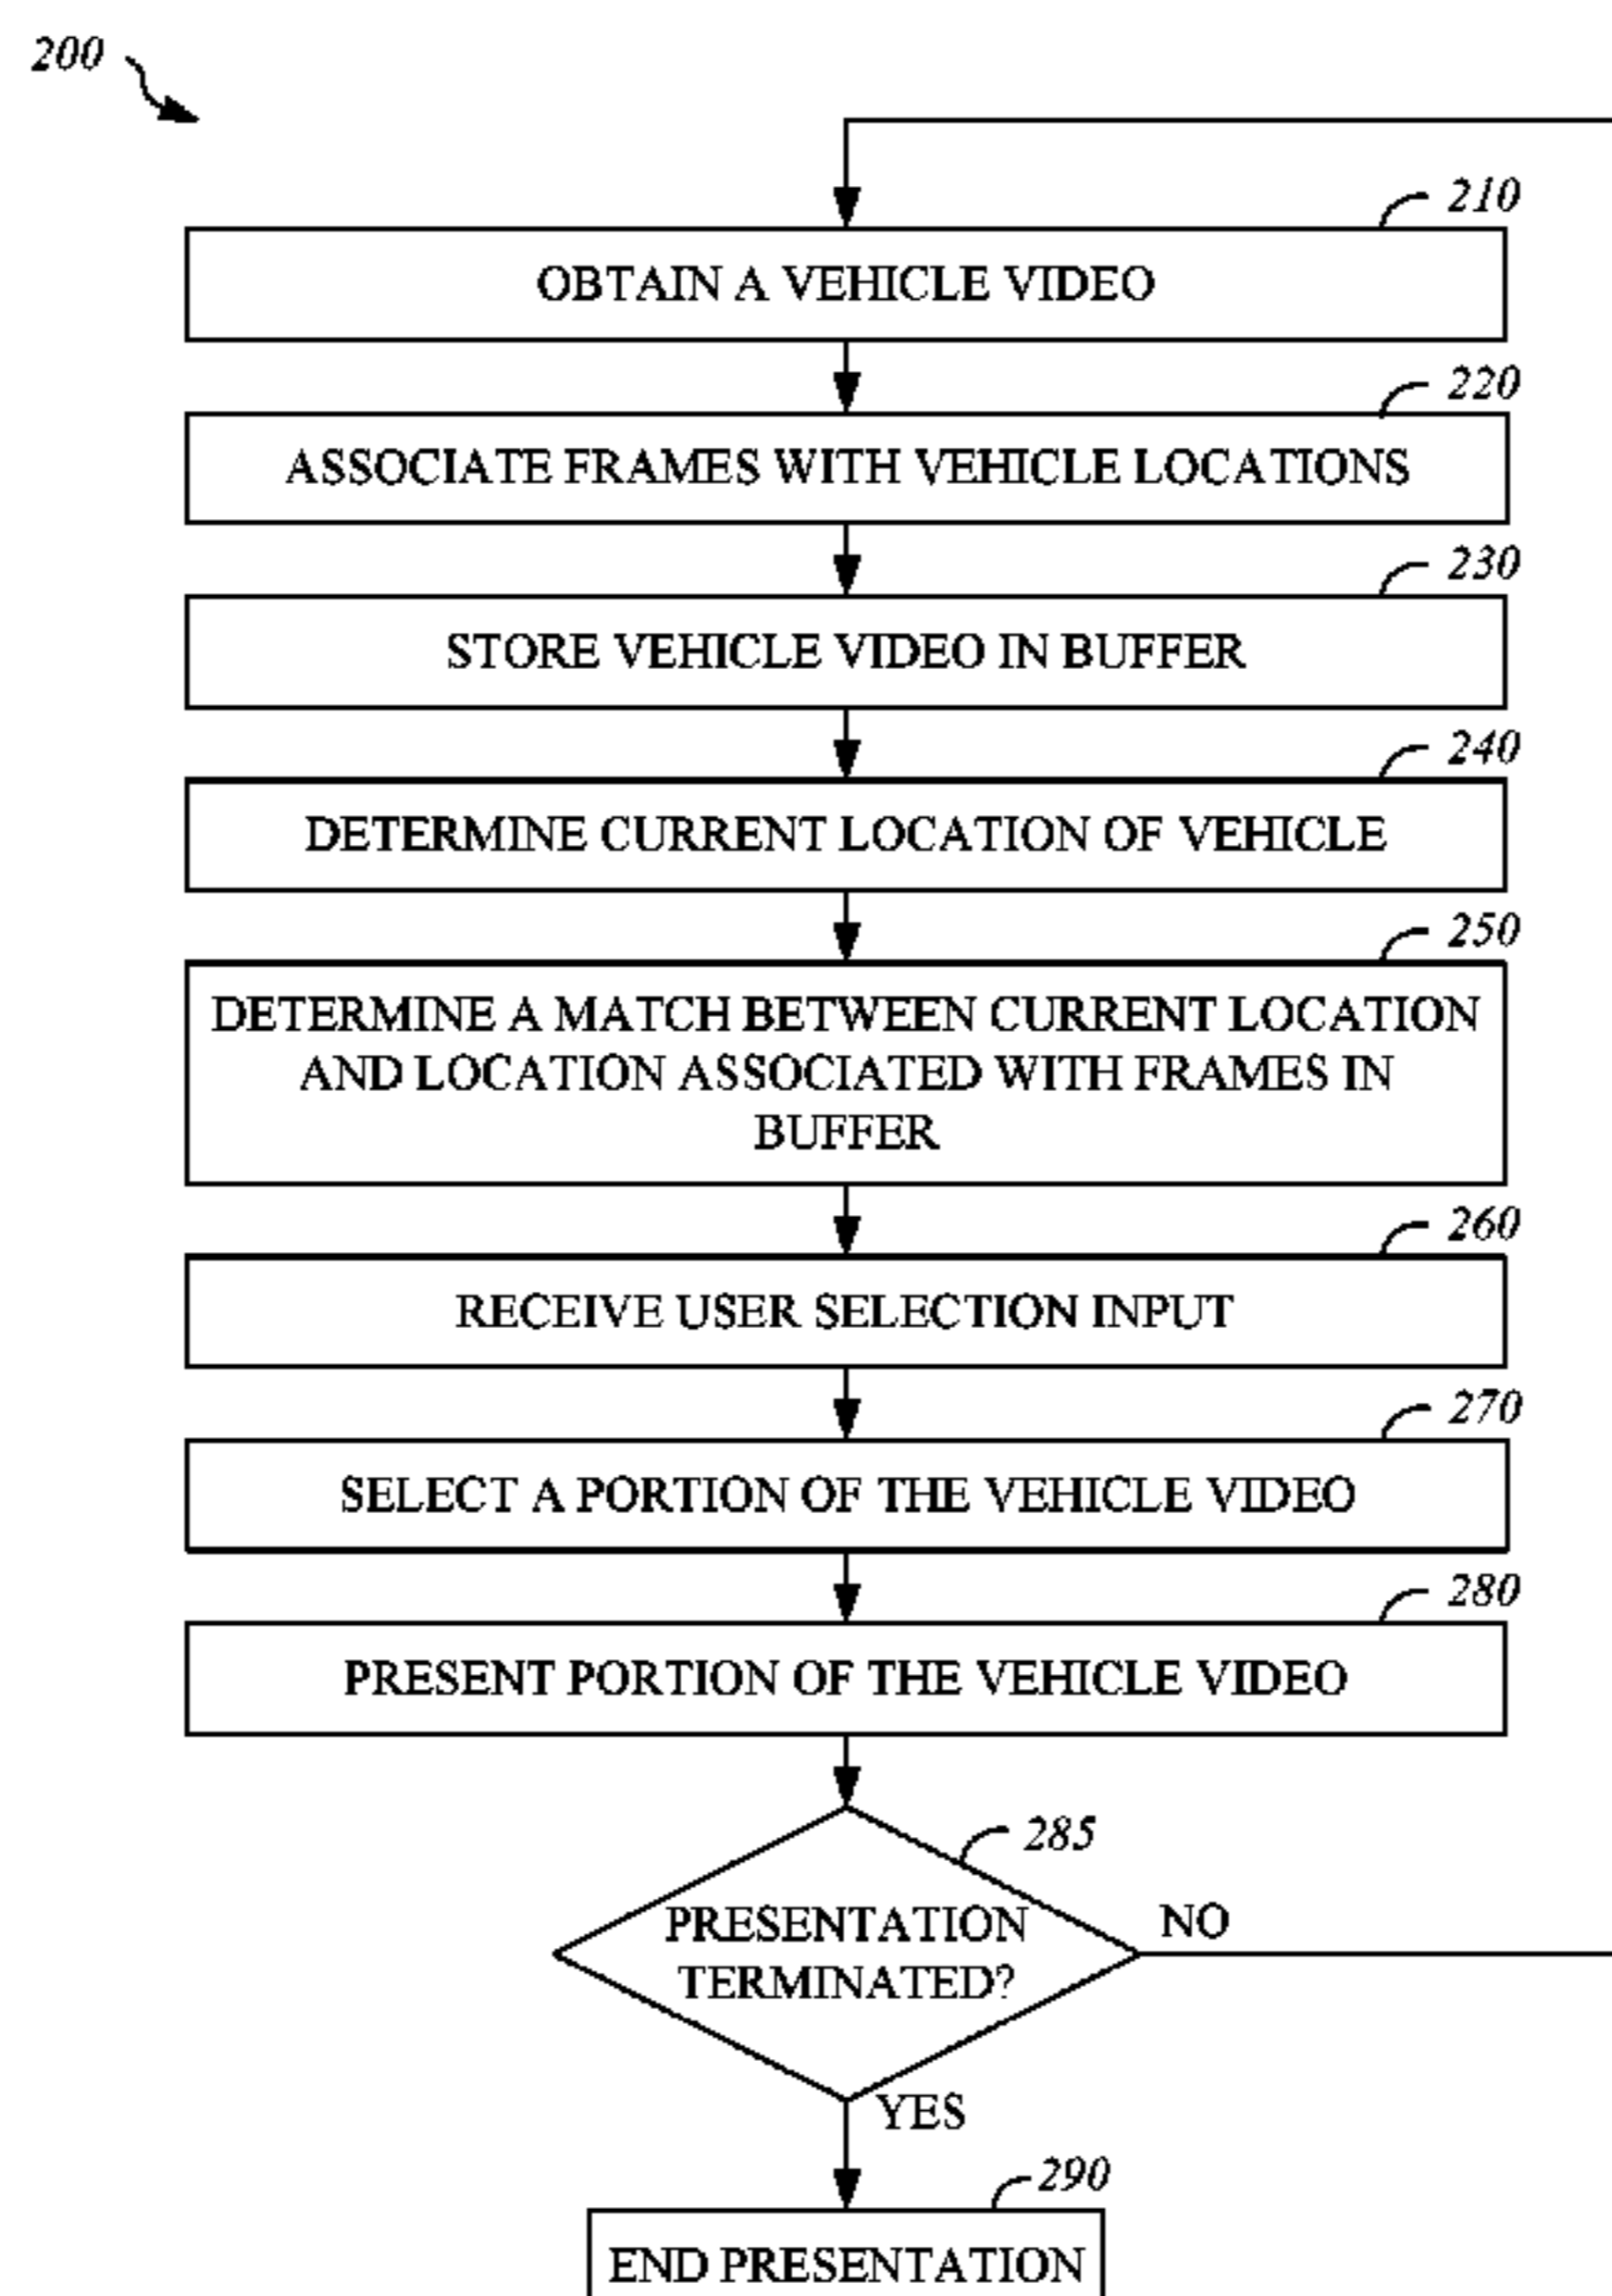 200
210
OBTAIN A VEHICLE VIDEO
220
ASSOCIATE FRAMES WITH VEHICLE LOCATIONS
230
STORE VEHICLE VIDEO IN BUFFER
240
DETERMINE CURRENT LOCATION OF VEHICLE
250
DETERMINE A MATCH BETWEEN CURRENT LOCATION
AND LOCATION ASSOCIATED WITH FRAMES IN
BUFFER
260
RECEIVE USER SELECTION INPUT
270
SELECT A PORTION OF THE VEHICLE VIDEO
280
PRESENT PORTION OF THE VEHICLE VIDEO
285
PRESENTATION
TERMINATED?
NO
YES
290
END PRESENTATION